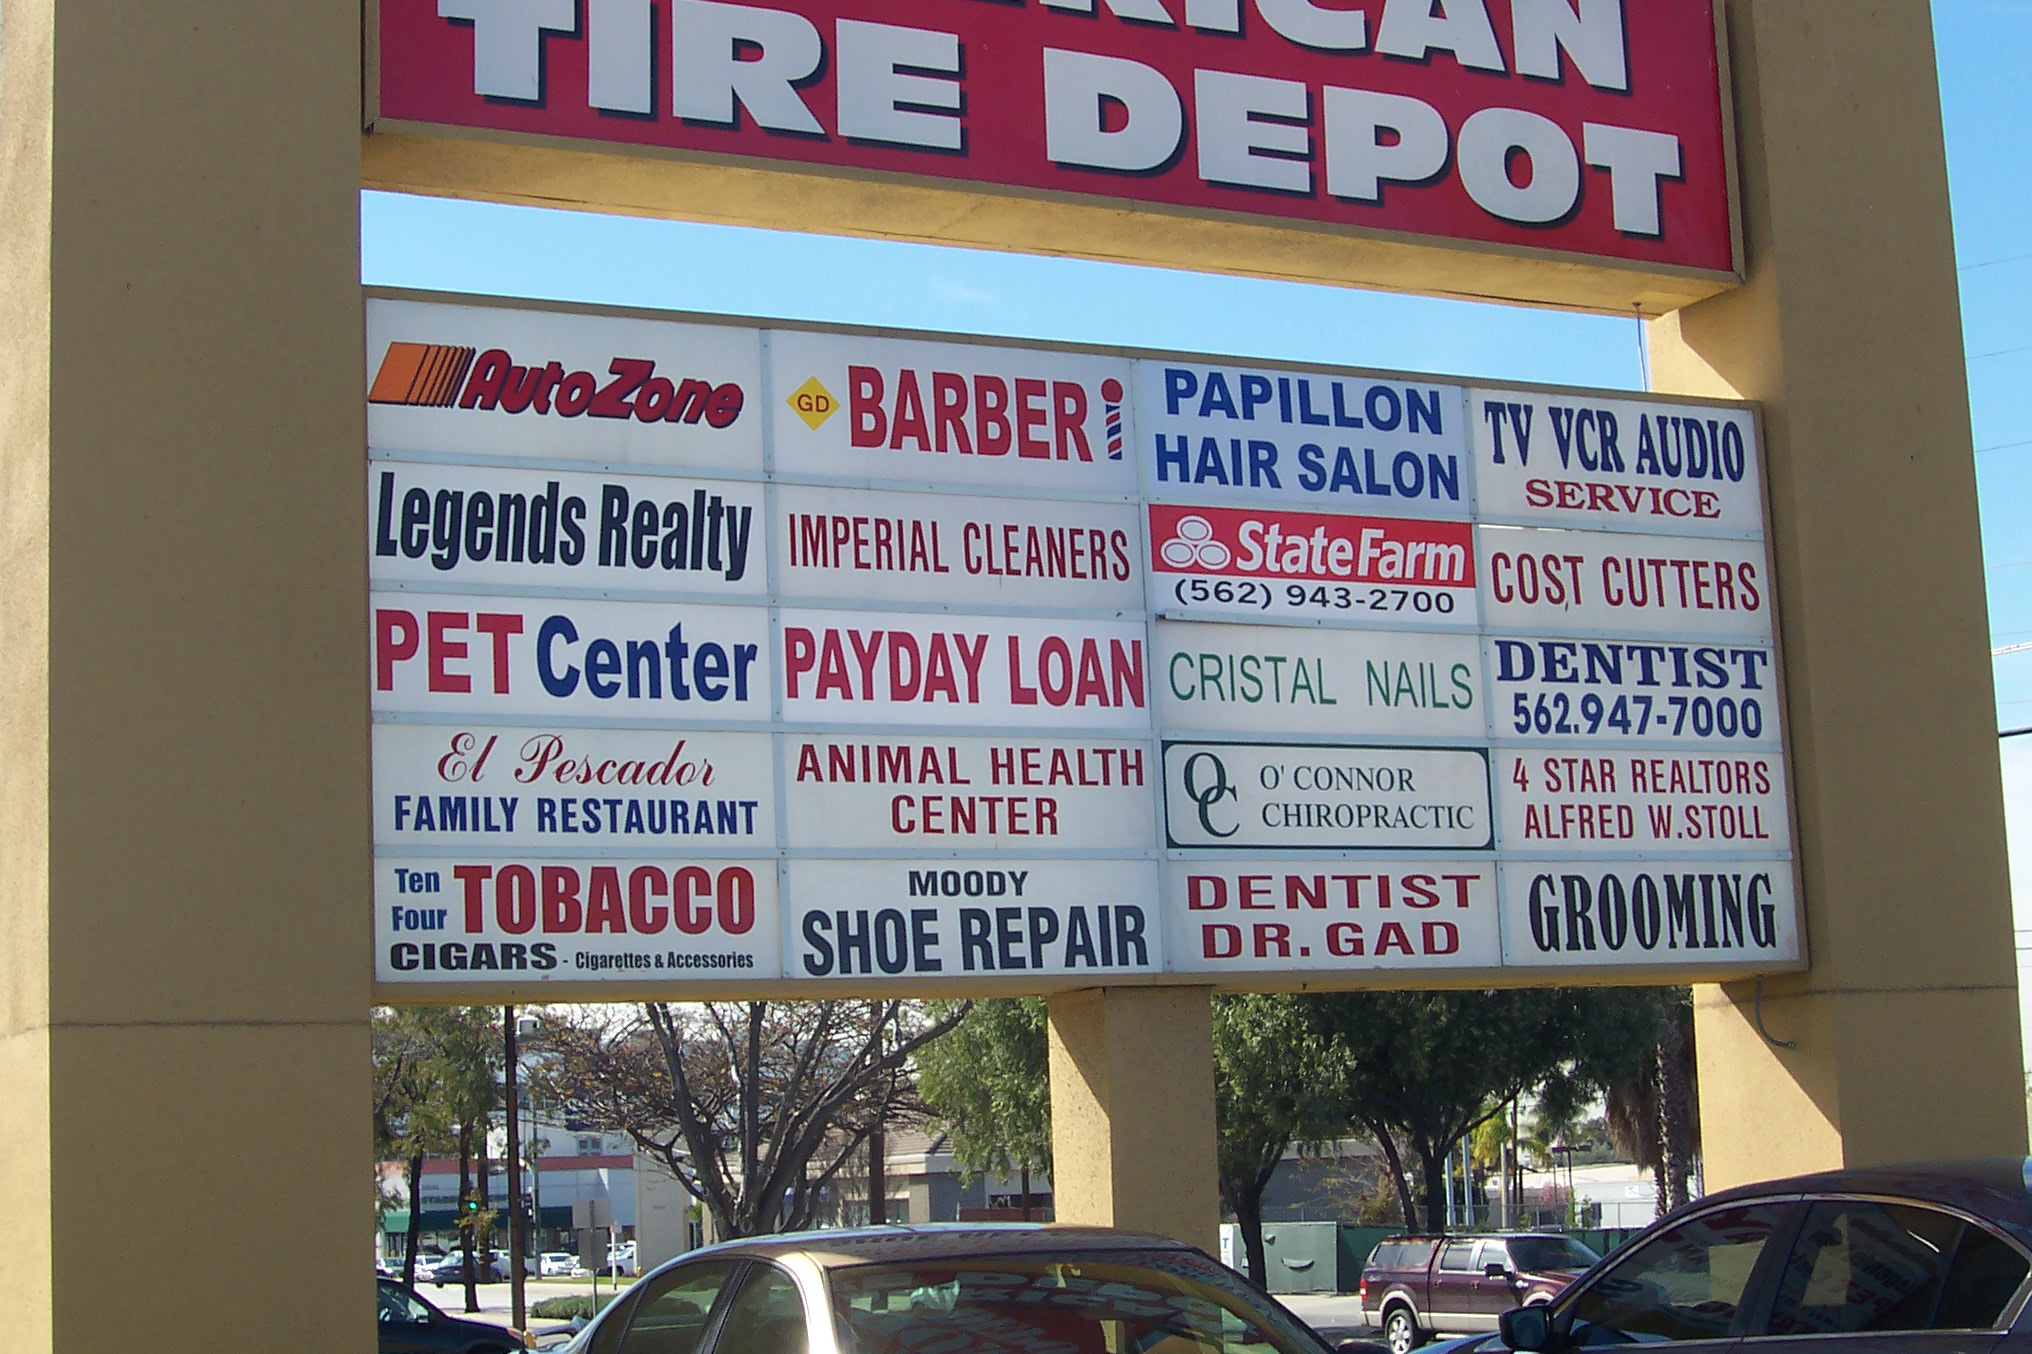 TIRE DEPOT
AutoZone
GD BARBER
PAPILLON
HAIR SALON
TV VCR AUDIO
SERVICE
Legends Realty
IMPERIAL CLEANERS
StateFarm
(562) 943-2700
COST CUTTERS
PET Center
PAYDAY LOAN
CRISTAL NAILS
DENTIST
562.947-7000
El Pescador
FAMILY RESTAURANT
ANIMAL HEALTH
CENTER
OC
O' CONNOR
CHIROPRACTIC
4 STAR REALTORS
ALFRED W.STOLL
Ten
Four
TOBACCO
CIGARS - Cigarettes & Accessories
MOODY
SHOE REPAIR
DENTIST
DR. GAD
GROOMING